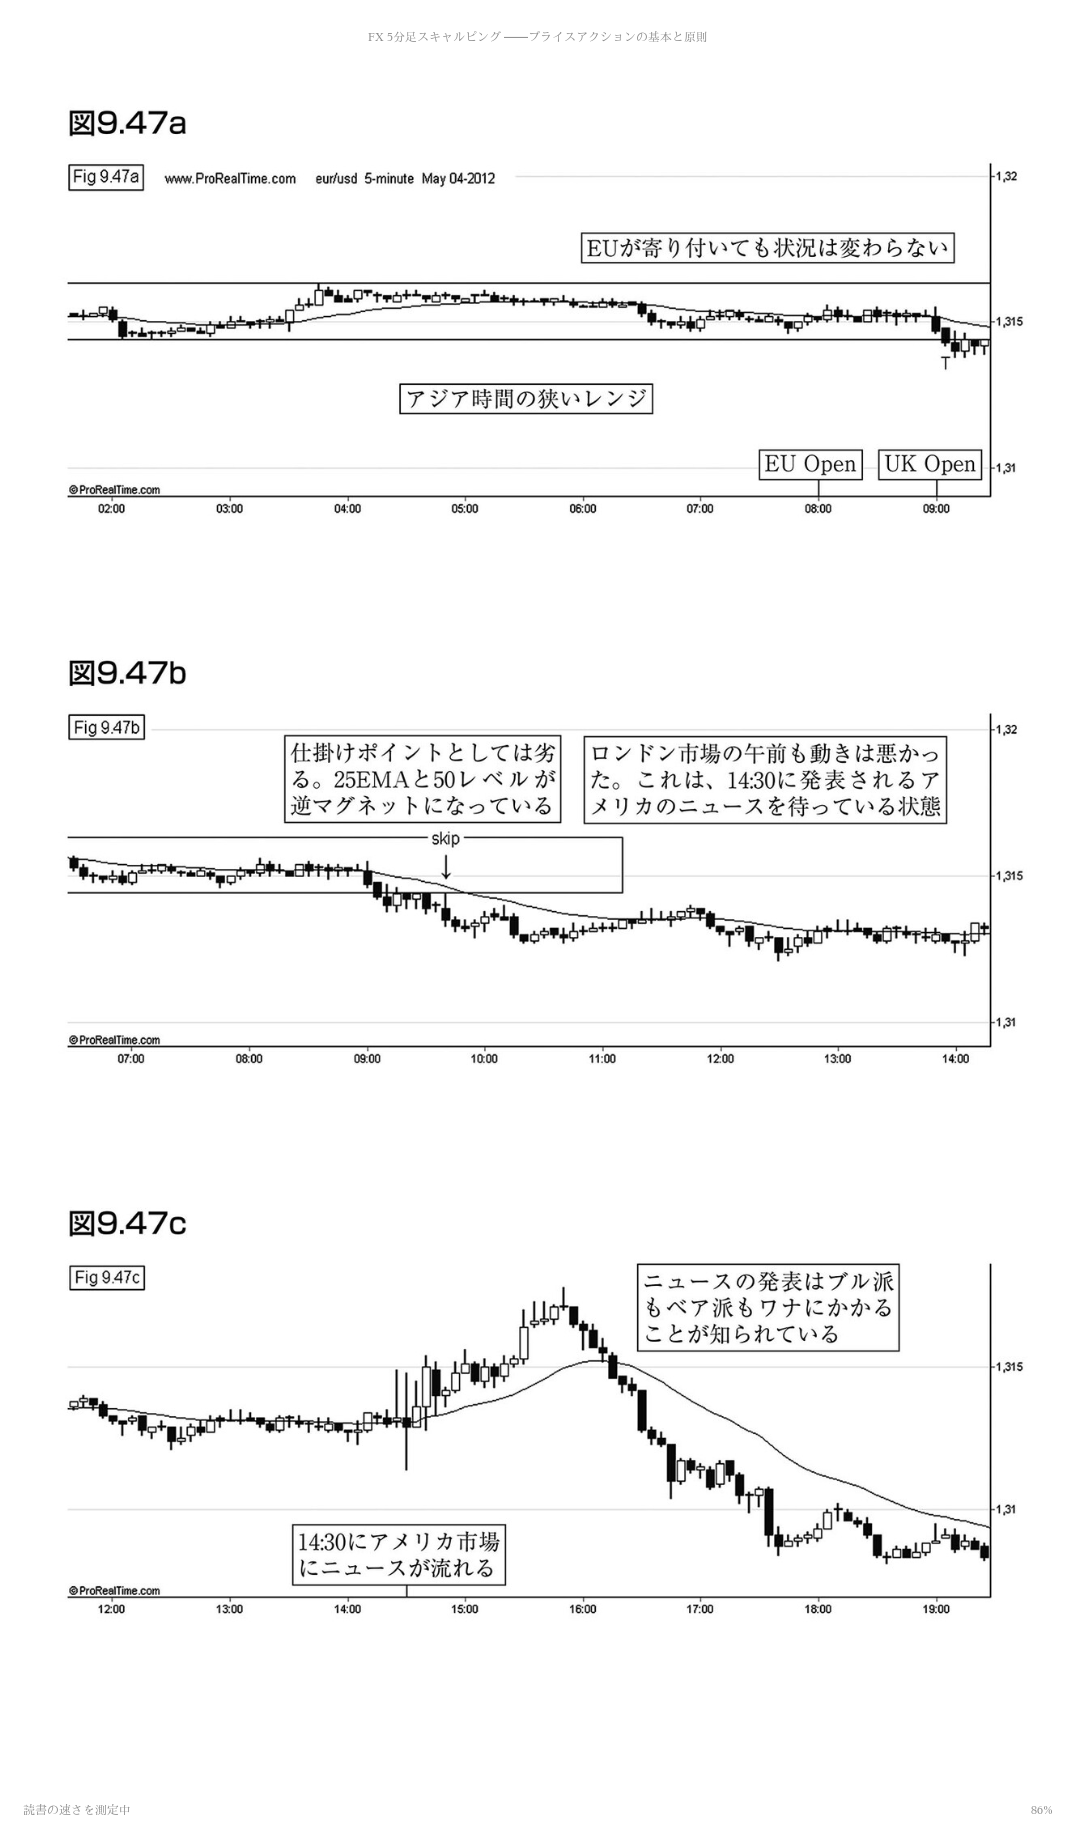 FX 5分足スキャルピング ――プライスアクションの基本と原則
図9.47a
Fig 9.47a www.ProRealTime.com eur/usd 5-minute May 04-2012
1,32
EUが寄り付いても状況は変わらない
1,315
アジア時間の狭いレンジ
EU Open UK Open
1,31
©ProRealTime.com
02:00 03:00 04:00 05:00 06:00 07:00 08:00 09:00
図9.47b
Fig 9.47b
1,32
仕掛けポイントとしては劣
る。25EMAと50レベルが
逆マグネットになっている
ロンドン市場の午前も動きは悪かっ
た。これは、14:30に発表されるア
メリカのニュースを待っている状態
skip
1,315
1,31
©ProRealTime.com
07:00 08:00 09:00 10:00 11:00 12:00 13:00 14:00
図9.47c
Fig 9.47c
ニュースの発表はブル派
もベア派もワナにかかる
ことが知られている
1,315
1,31
14:30にアメリカ市場
にニュースが流れる
©ProRealTime.com
12:00 13:00 14:00 15:00 16:00 17:00 18:00 19:00
読書の速さを測定中 86%